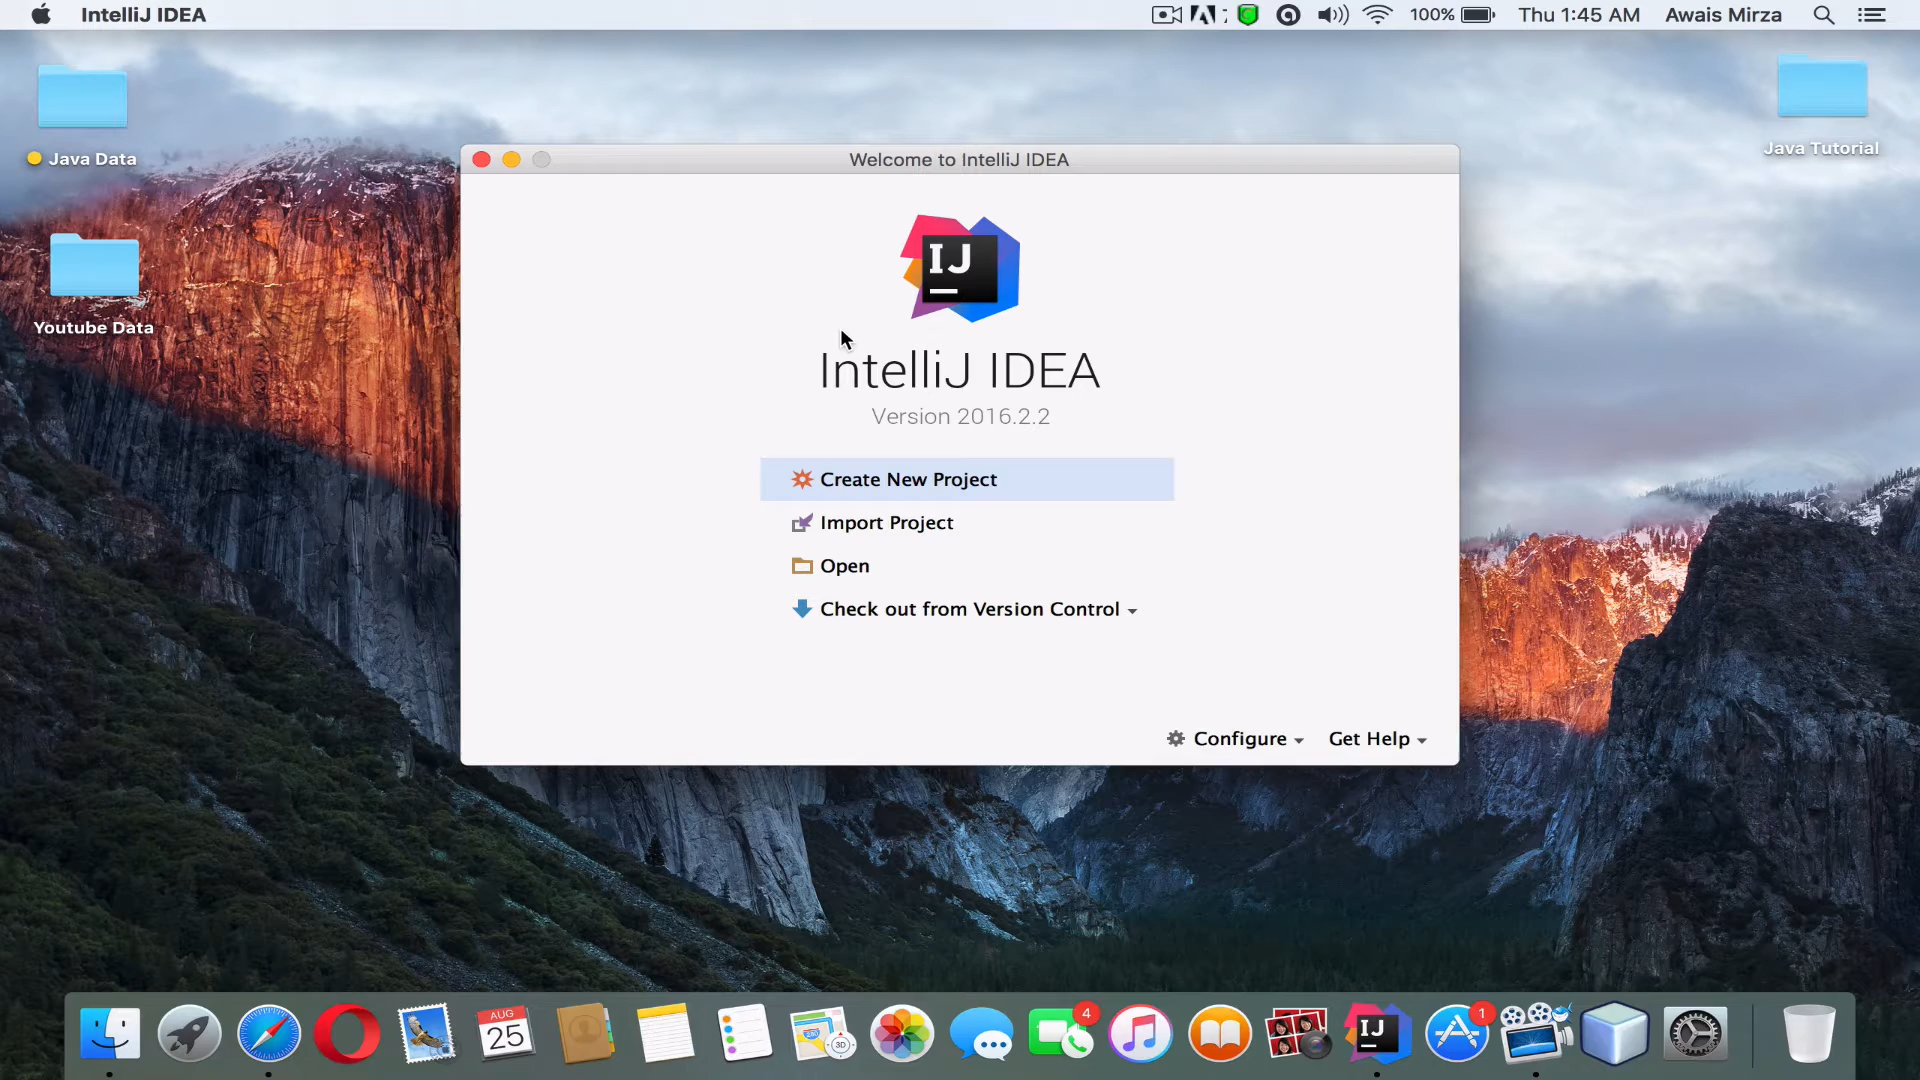 IntelliJ IDEA
100%
Thu 1:45 AM
Awais Mirza
Java Data
Java Tutorial
Youtube Data
Welcome to IntelliJ IDEA
IJ
IntelliJ IDEA
Version 2016.2.2
Create New Project
Import Project
Open
Check out from Version Control
Configure
Get Help
AUG
25
3D
4
IJ
1